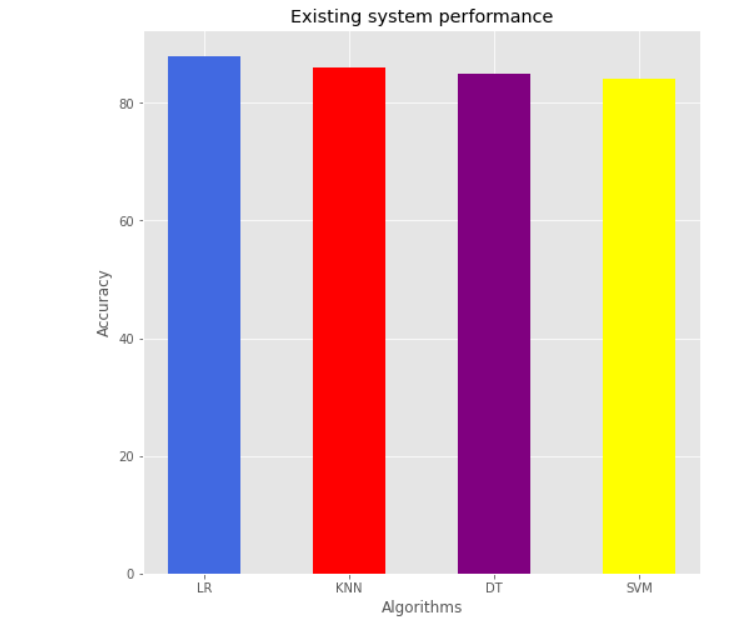 Existing system performance
80
60
40
20
0
Accuracy
LR KNN DT SVM
Algorithms